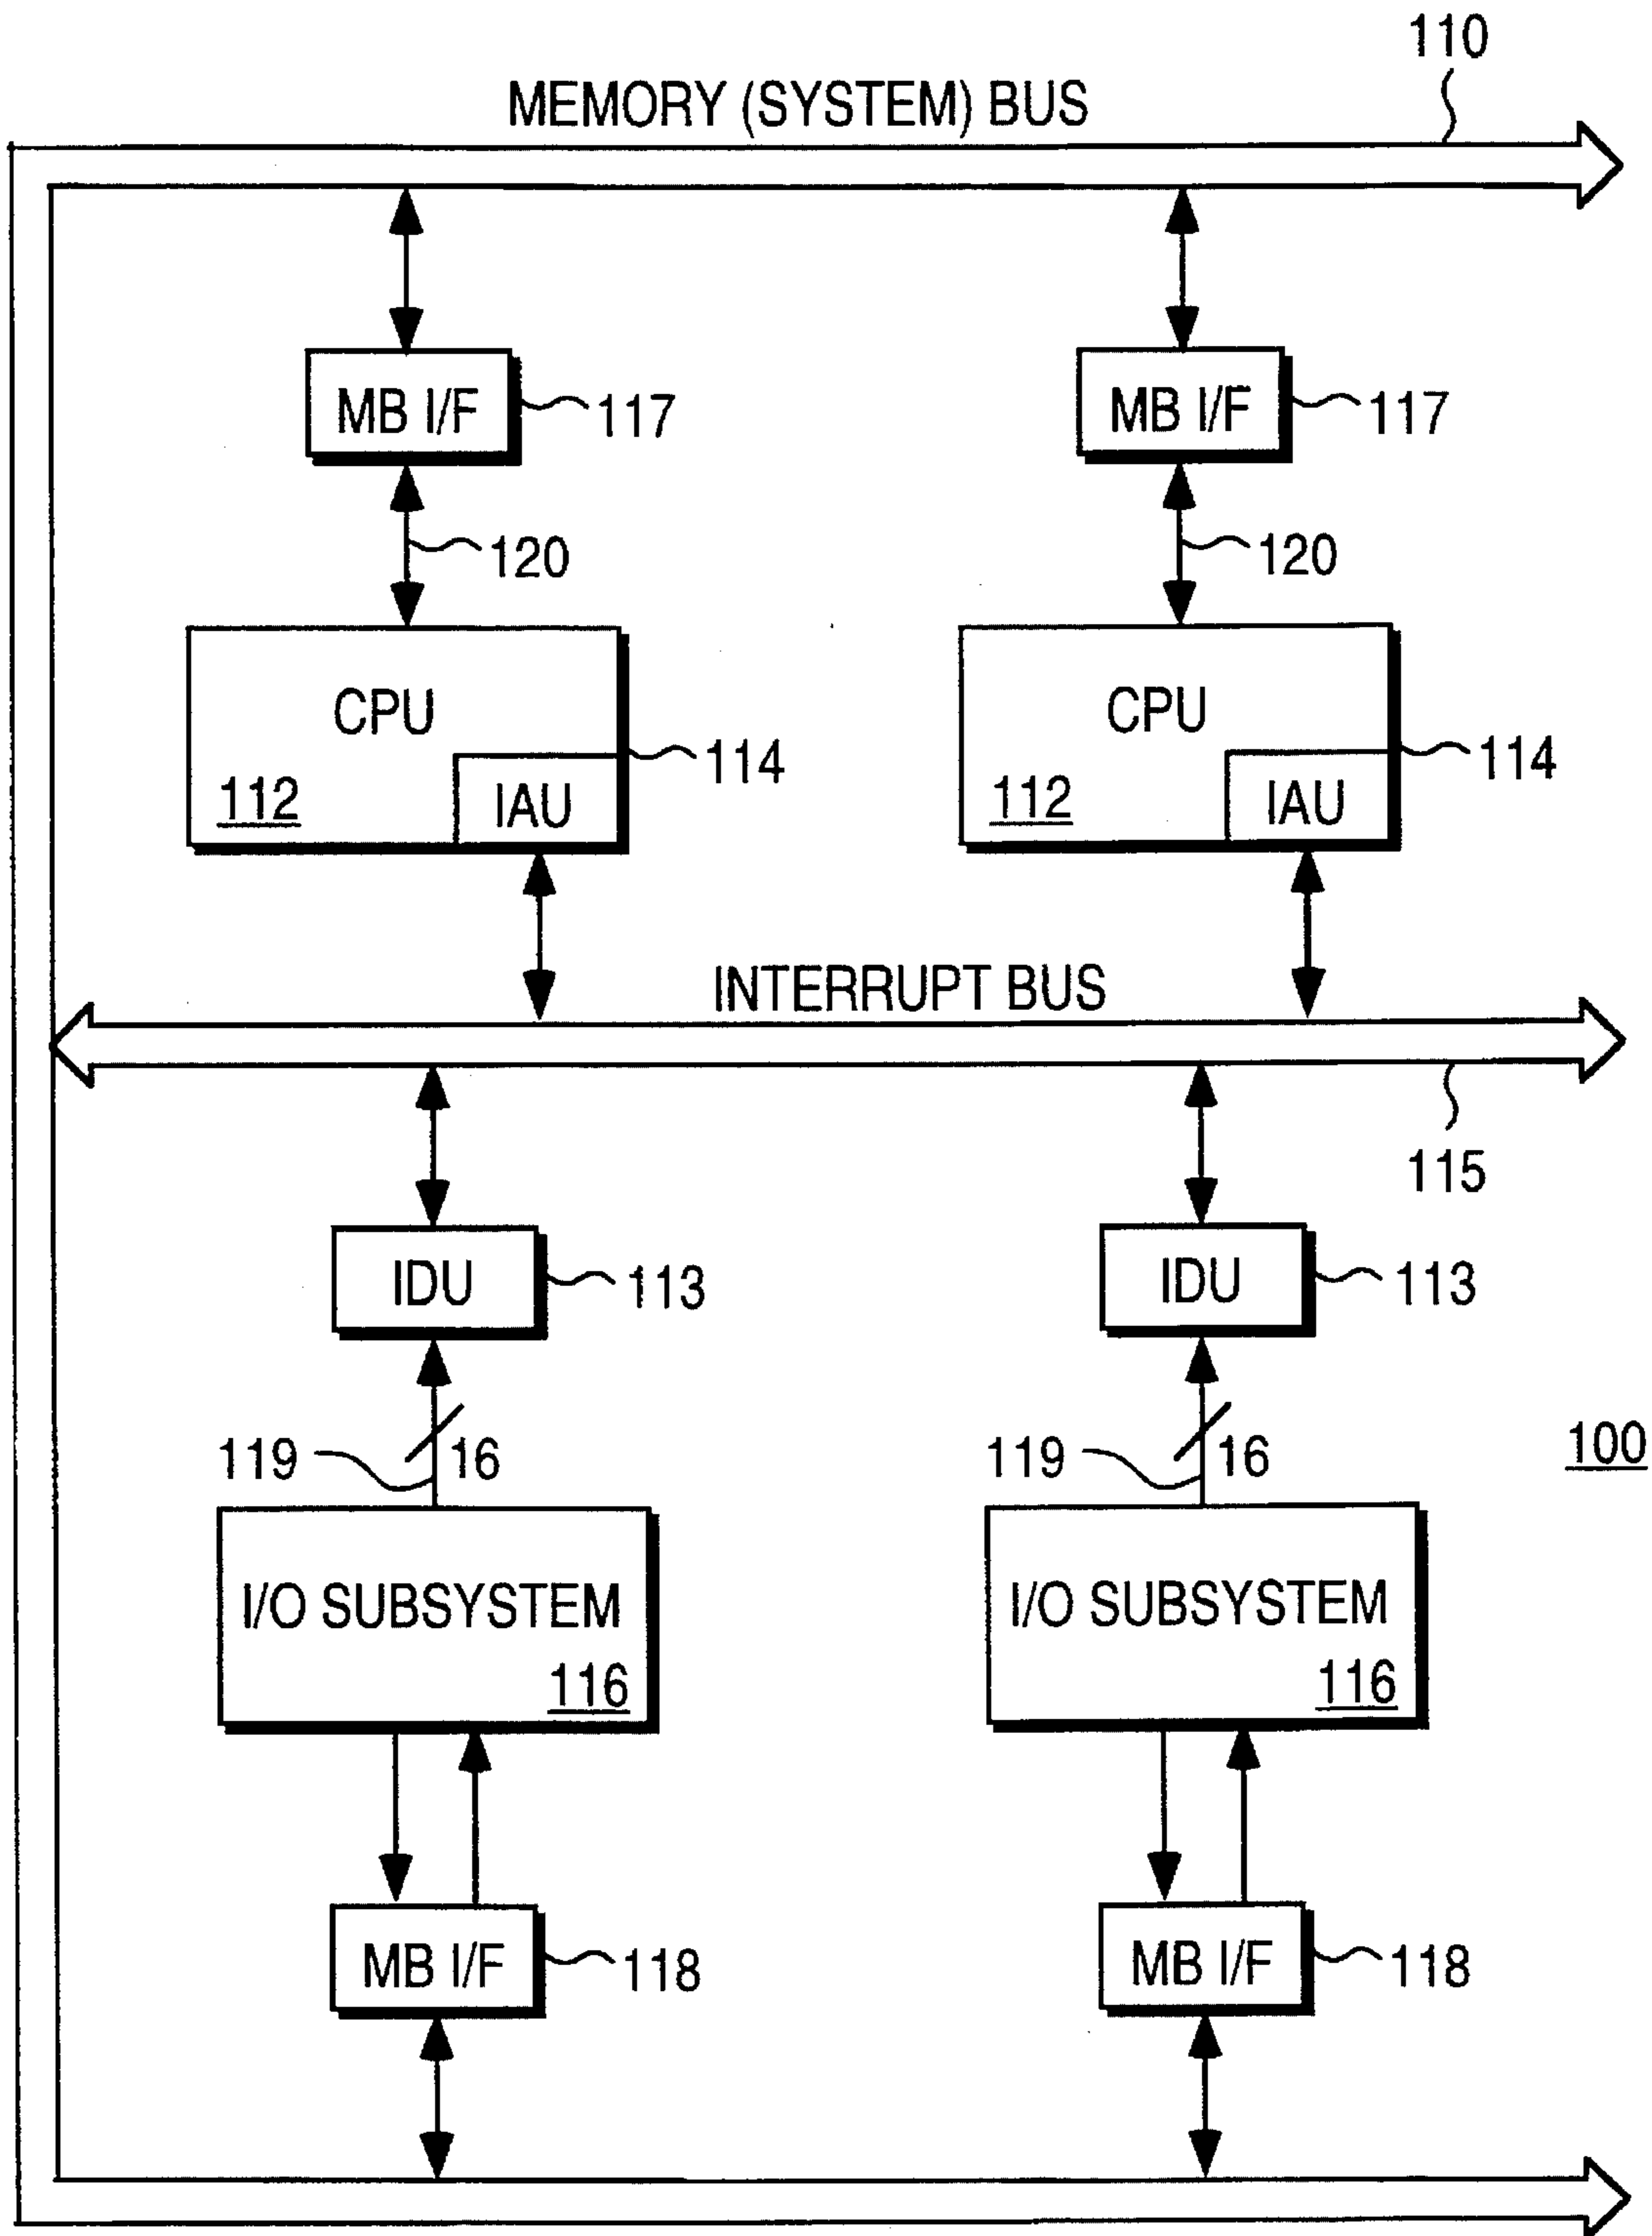 110
MEMORY (SYSTEM) BUS
MB I/F 117
MB I/F 117
120
120
CPU
112
IAU
114
CPU
112
IAU
114
INTERRUPT BUS
115
IDU 113
IDU 113
119 16
119 16
100
I/O SUBSYSTEM
116
I/O SUBSYSTEM
116
MB I/F 118
MB I/F 118